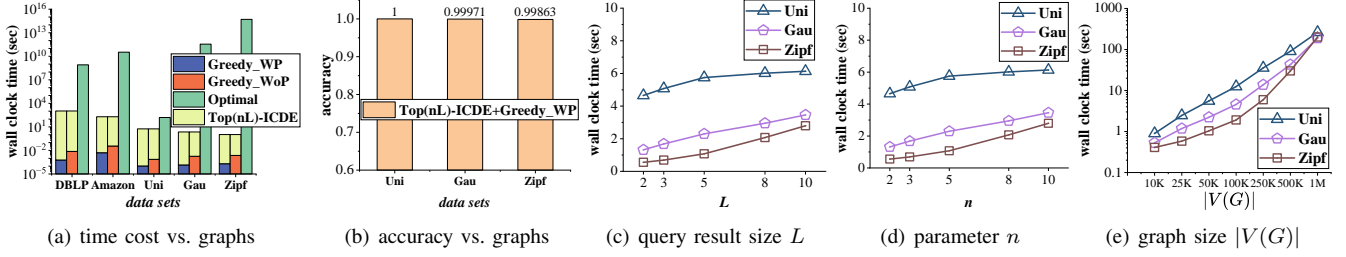 wall clock time (sec)
10^16
10^13
10^10
10^7
10^4
10^1
10^-2
10^-5
Greedy_WP
Greedy_WoP
Optimal
Top(nL)-ICDE
DBLP Amazon Uni Gau Zipf
data sets
(a) time cost vs. graphs
accuracy
1.0
0.9
0.8
0.7
0.6
1 0.99971 0.99863
Top(nL)-ICDE+Greedy_WP
Uni Gau Zipf
data sets
(b) accuracy vs. graphs
wall clock time (sec)
10
8
6
4
2
0
Uni
Gau
Zipf
2 3 5 8 10
L
(c) query result size L
wall clock time (sec)
10
8
6
4
2
0
Uni
Gau
Zipf
2 3 5 8 10
n
(d) parameter n
wall clock time (sec)
1000
100
10
1
0.1
Uni
Gau
Zipf
10K 25K 50K 100K 250K 500K 1M
|V(G)|
(e) graph size |V(G)|